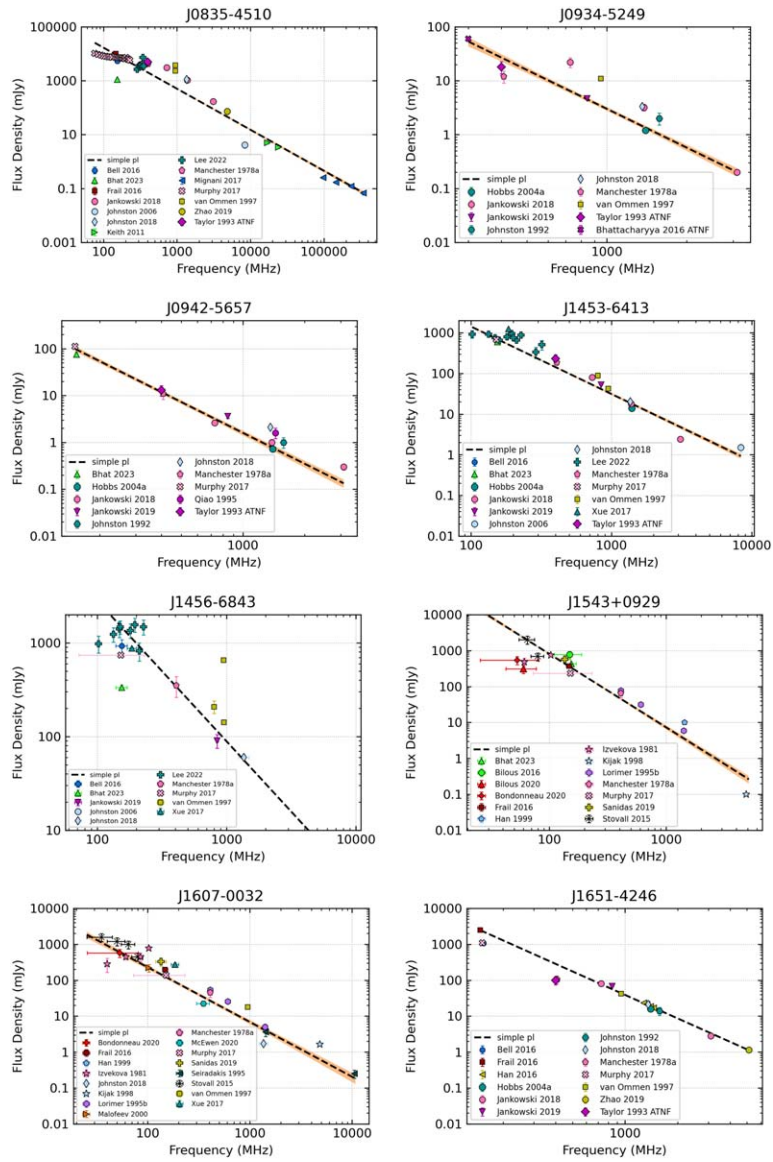 J0835-4510
Flux Density (mJy)
100000
1000
10
0.1
0.001
simple pl
Bell 2016
Bhat 2023
Frail 2016
Jankowski 2018
Johnston 2006
Johnston 2018
Keith 2011
Lee 2022
Manchester 1978a
Mignani 2017
Murphy 2017
van Ommen 1997
Zhao 2019
Taylor 1993 ATNF
100
1000
10000
100000
Frequency (MHz)
J0934-5249
Flux Density (mJy)
100
10
1
0.1
0.01
simple pl
Hobbs 2004a
Jankowski 2018
Jankowski 2019
Johnston 1992
Johnston 2018
Manchester 1978a
van Ommen 1997
Taylor 1993 ATNF
Bhattacharyya 2016 ATNF
1000
Frequency (MHz)
J0942-5657
Flux Density (mJy)
100
10
1
0.1
0.01
simple pl
Bhat 2023
Hobbs 2004a
Jankowski 2018
Jankowski 2019
Johnston 1992
Johnston 2018
Manchester 1978a
Murphy 2017
Qiao 1995
Taylor 1993 ATNF
1000
Frequency (MHz)
J1453-6413
Flux Density (mJy)
1000
100
10
1
0.1
0.01
simple pl
Bell 2016
Bhat 2023
Hobbs 2004a
Jankowski 2018
Jankowski 2019
Johnston 2006
Johnston 2018
Lee 2022
Manchester 1978a
Murphy 2017
van Ommen 1997
Xue 2017
Taylor 1993 ATNF
100
1000
10000
Frequency (MHz)
J1456-6843
Flux Density (mJy)
1000
100
10
simple pl
Bell 2016
Bhat 2023
Jankowski 2019
Johnston 2006
Johnston 2018
Lee 2022
Manchester 1978a
Murphy 2017
van Ommen 1997
Xue 2017
100
1000
10000
Frequency (MHz)
J1543+0929
Flux Density (mJy)
10000
1000
100
10
1
0.1
0.01
simple pl
Bhat 2023
Bilous 2016
Bilous 2020
Bondonneau 2020
Frail 2016
Han 1999
Izvekova 1981
Kijak 1998
Lorimer 1995b
Manchester 1978a
Murphy 2017
Sanidas 2019
Stovall 2015
100
1000
Frequency (MHz)
J1607-0032
Flux Density (mJy)
10000
1000
100
10
1
0.1
0.01
simple pl
Bondonneau 2020
Frail 2016
Han 1999
Izvekova 1981
Johnston 2018
Kijak 1998
Lorimer 1995b
Malofeev 2000
Manchester 1978a
McEwen 2020
Murphy 2017
Sanidas 2019
Seiradakis 1995
Stovall 2015
van Ommen 1997
Xue 2017
100
1000
10000
Frequency (MHz)
J1651-4246
Flux Density (mJy)
10000
1000
100
10
1
0.1
0.01
simple pl
Bell 2016
Frail 2016
Han 2016
Hobbs 2004a
Jankowski 2018
Jankowski 2019
Johnston 1992
Johnston 2018
Manchester 1978a
Murphy 2017
van Ommen 1997
Zhao 2019
Taylor 1993 ATNF
1000
Frequency (MHz)